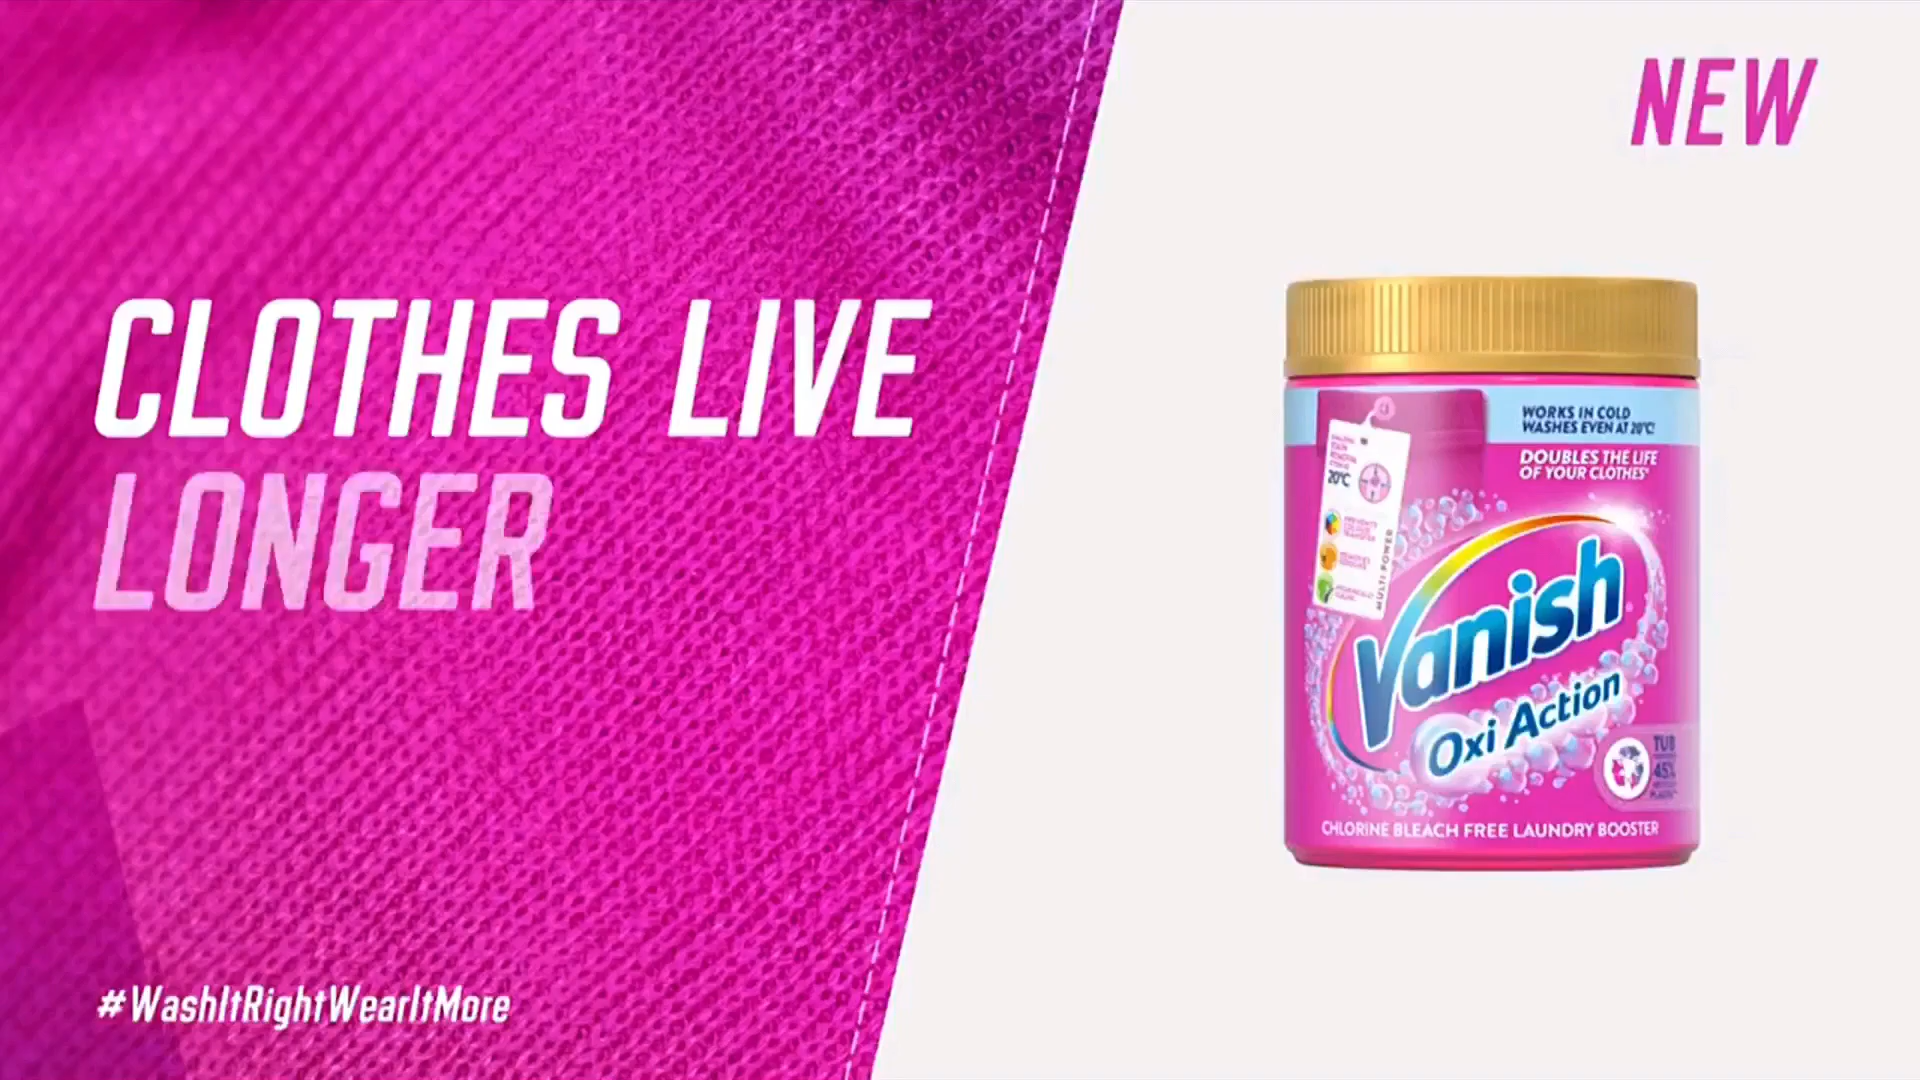 NEW
CLOTHES LIVE
LONGER
#WashItRightWearItMore
WORKS IN COLD
WASHES EVEN AT 20°C!
DOUBLES THE LIFE
OF YOUR CLOTHES*
20°C
MULTI POWER
Vanish
Oxi Action
TUB
45%
CHLORINE BLEACH FREE LAUNDRY BOOSTER